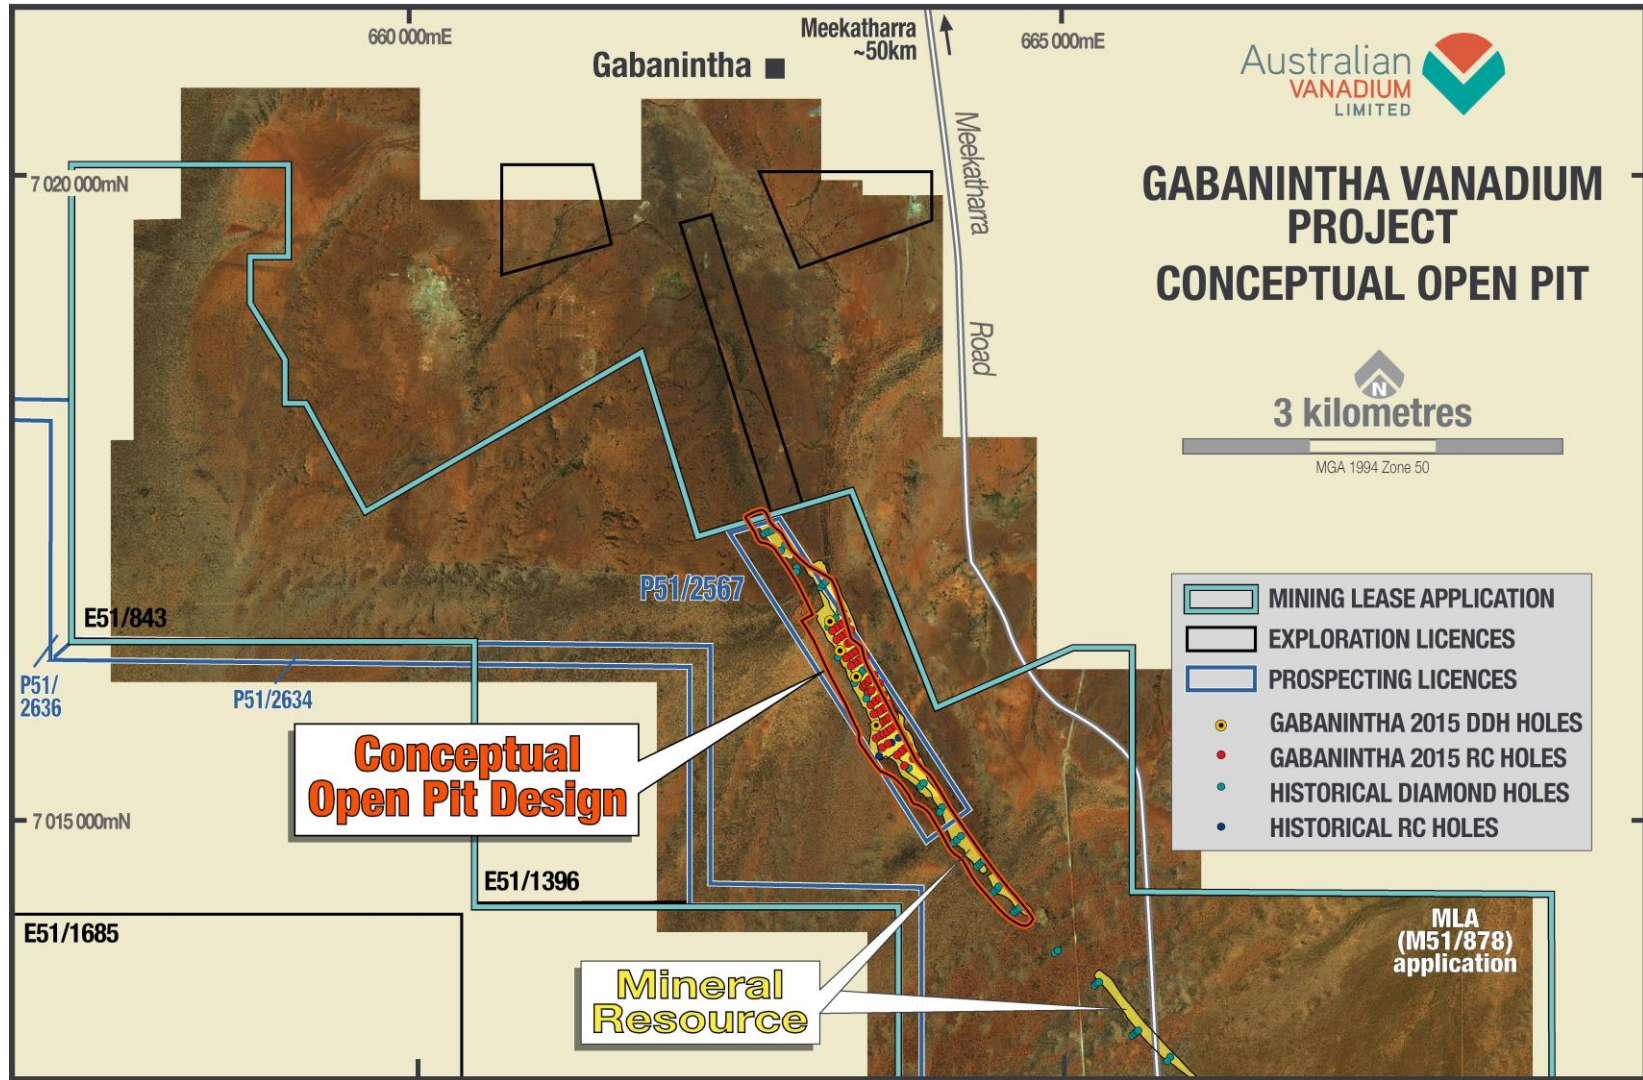 660 000mE
Meekatharra
~50km
665 000mE
Gabanintha
Australian
VANADIUM
LIMITED
7 020 000mN
Meekatharra
Road
GABANINTHA VANADIUM
PROJECT
CONCEPTUAL OPEN PIT
N
3 kilometres
MGA 1994 Zone 50
P51/2567
E51/843
P51/
2636
P51/2634
MINING LEASE APPLICATION
EXPLORATION LICENCES
PROSPECTING LICENCES
GABANINTHA 2015 DDH HOLES
GABANINTHA 2015 RC HOLES
HISTORICAL DIAMOND HOLES
HISTORICAL RC HOLES
Conceptual
Open Pit Design
7 015 000mN
E51/1396
E51/1685
MLA
(M51/878)
application
Mineral
Resource